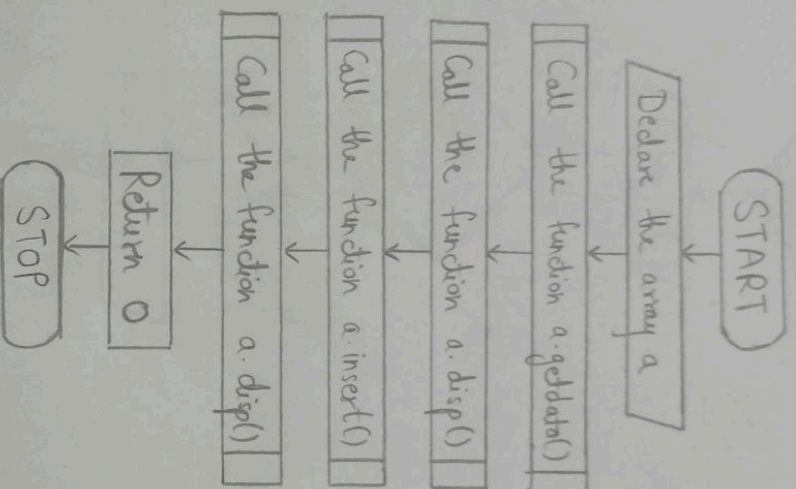 START
Declare the array a
Call the function a.getdata()
Call the function a.disp()
Call the function a.insert()
Call the function a.disp()
Return 0
STOP